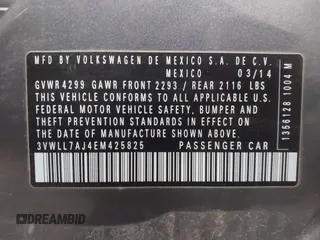 MFD BY VOLKSWAGEN DE MEXICO S.A. DE C.V.
MEXICO 03/14
GVWR4299 GAWR FRONT 2293 / REAR 2116 LBS
THIS VEHICLE CONFORMS TO ALL APPLICABLE U.S.
FEDERAL MOTOR VEHICLE SAFETY, BUMPER AND
THEFT PREVENTION STANDARDS IN EFFECT ON THE
DATE OF MANUFACTURE SHOWN ABOVE
3VWLL7AJ4EM425825 PASSENGER CAR
1356128 1004 M
DREAMBID